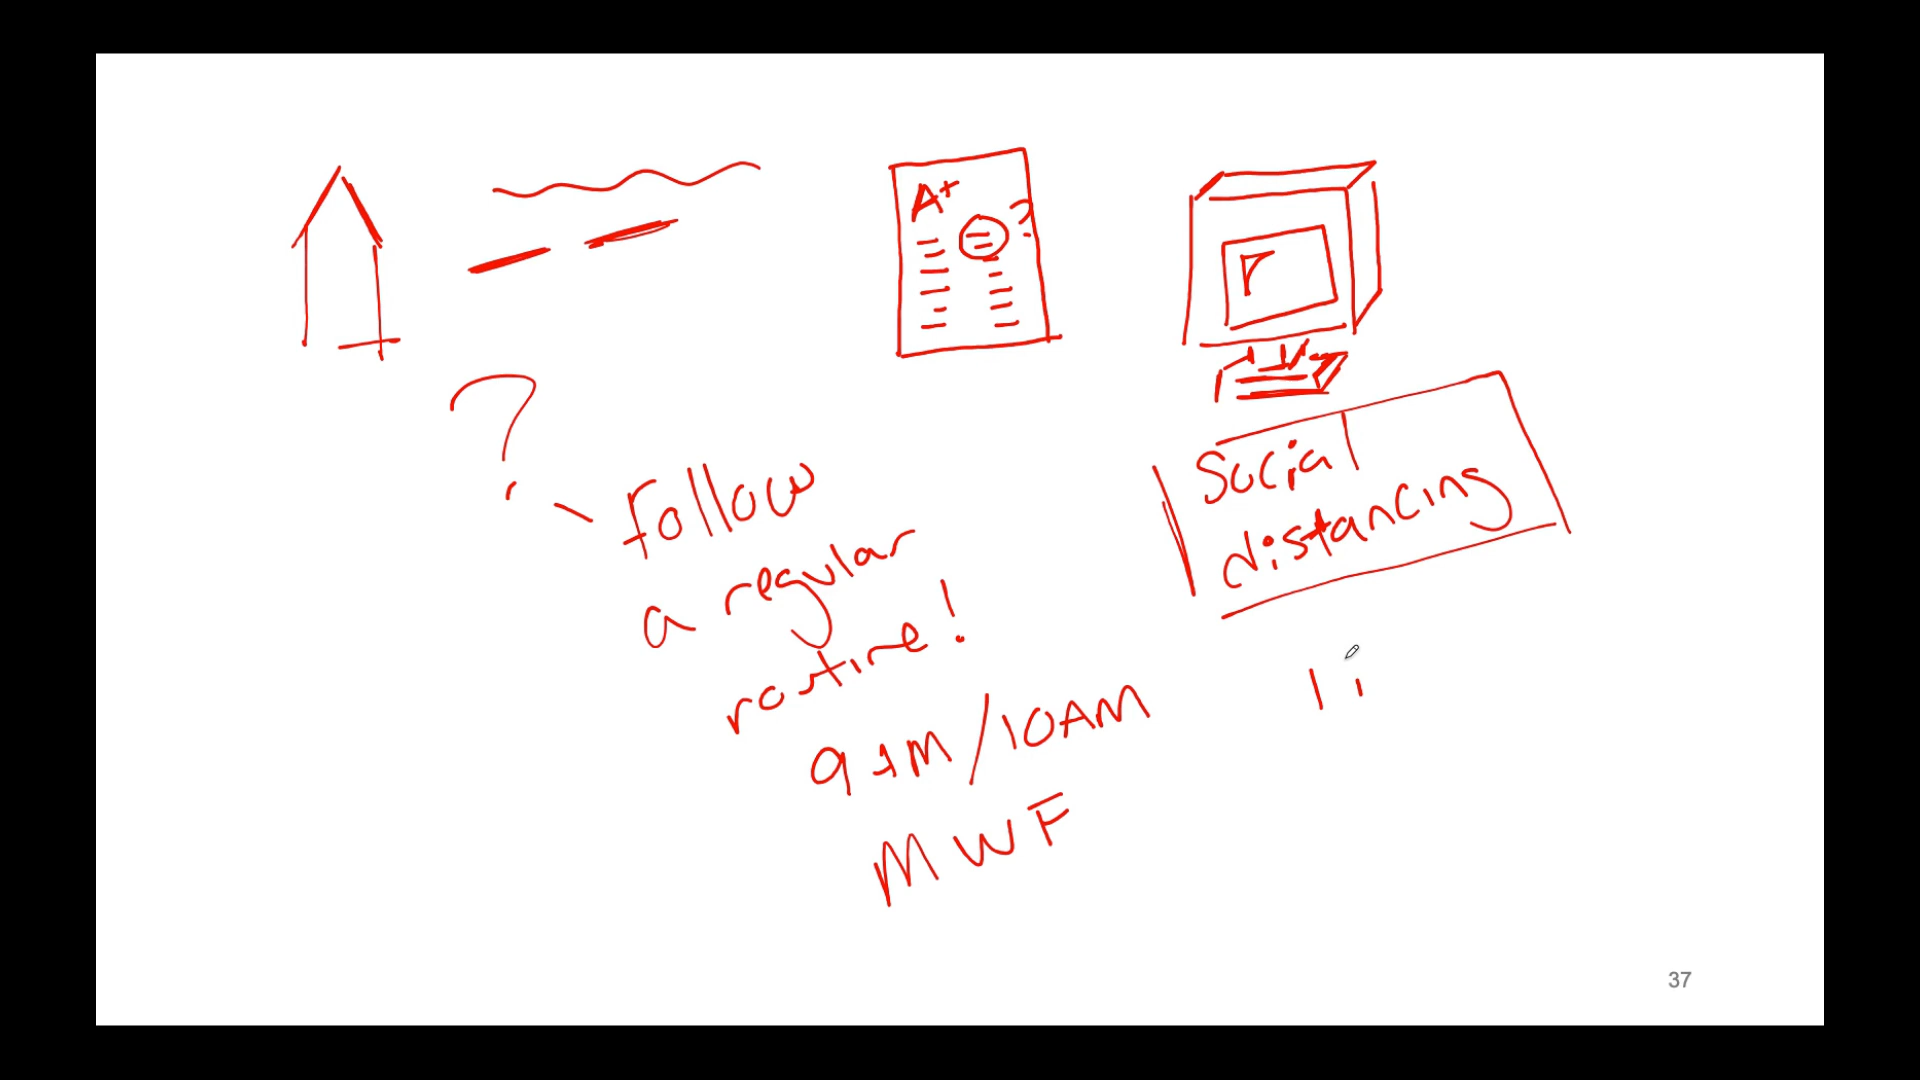 A+
?
r
?
follow
a regular
routine!
9AM/10AM
MWF
Social
distancing
37